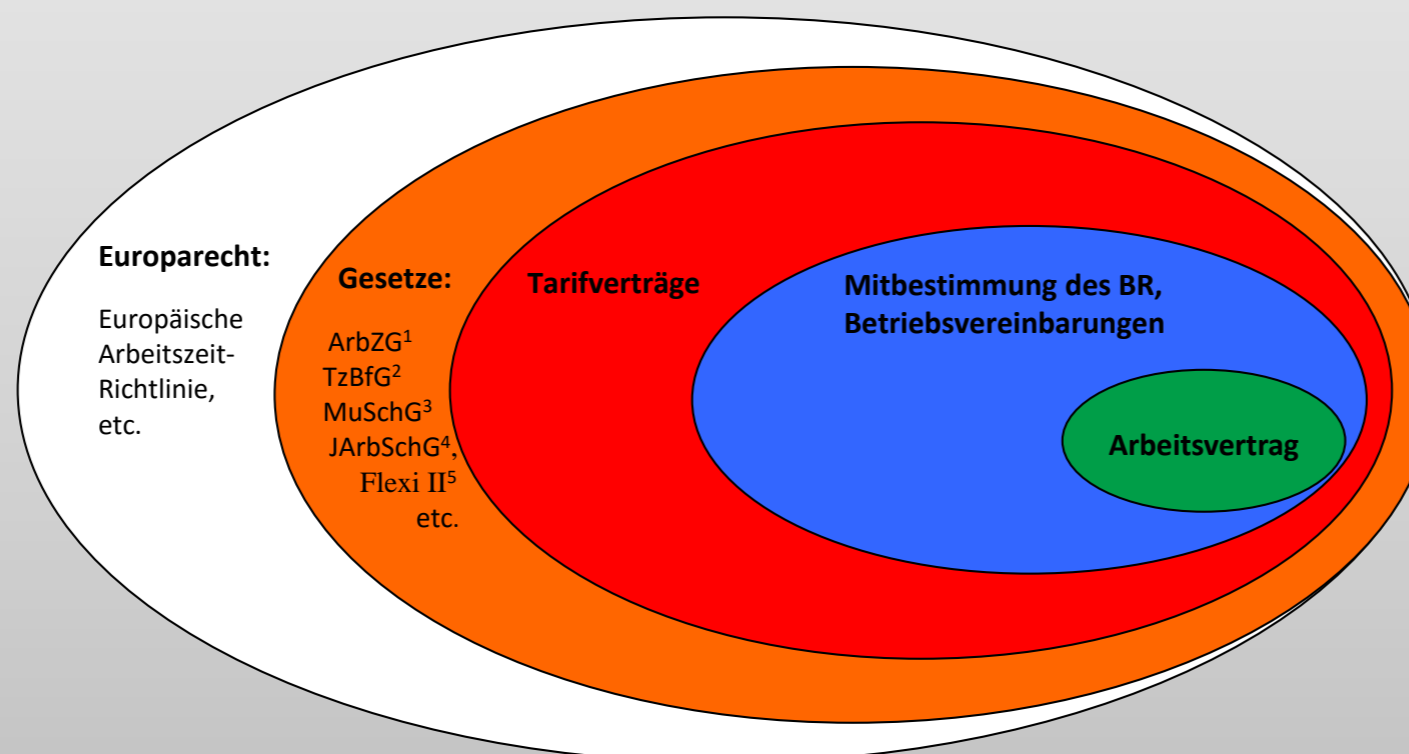 Europarecht:
Europäische
Arbeitszeit-
Richtlinie,
etc.
Gesetze:
ArbZG¹
TzBfG²
MuSchG³
JArbSchG⁴,
Flexi II⁵
etc.
Tarifverträge
Mitbestimmung des BR,
Betriebsvereinbarungen
Arbeitsvertrag